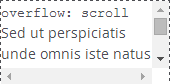 overflow: scroll
Sed ut perspiciatis
unde omnis iste natus